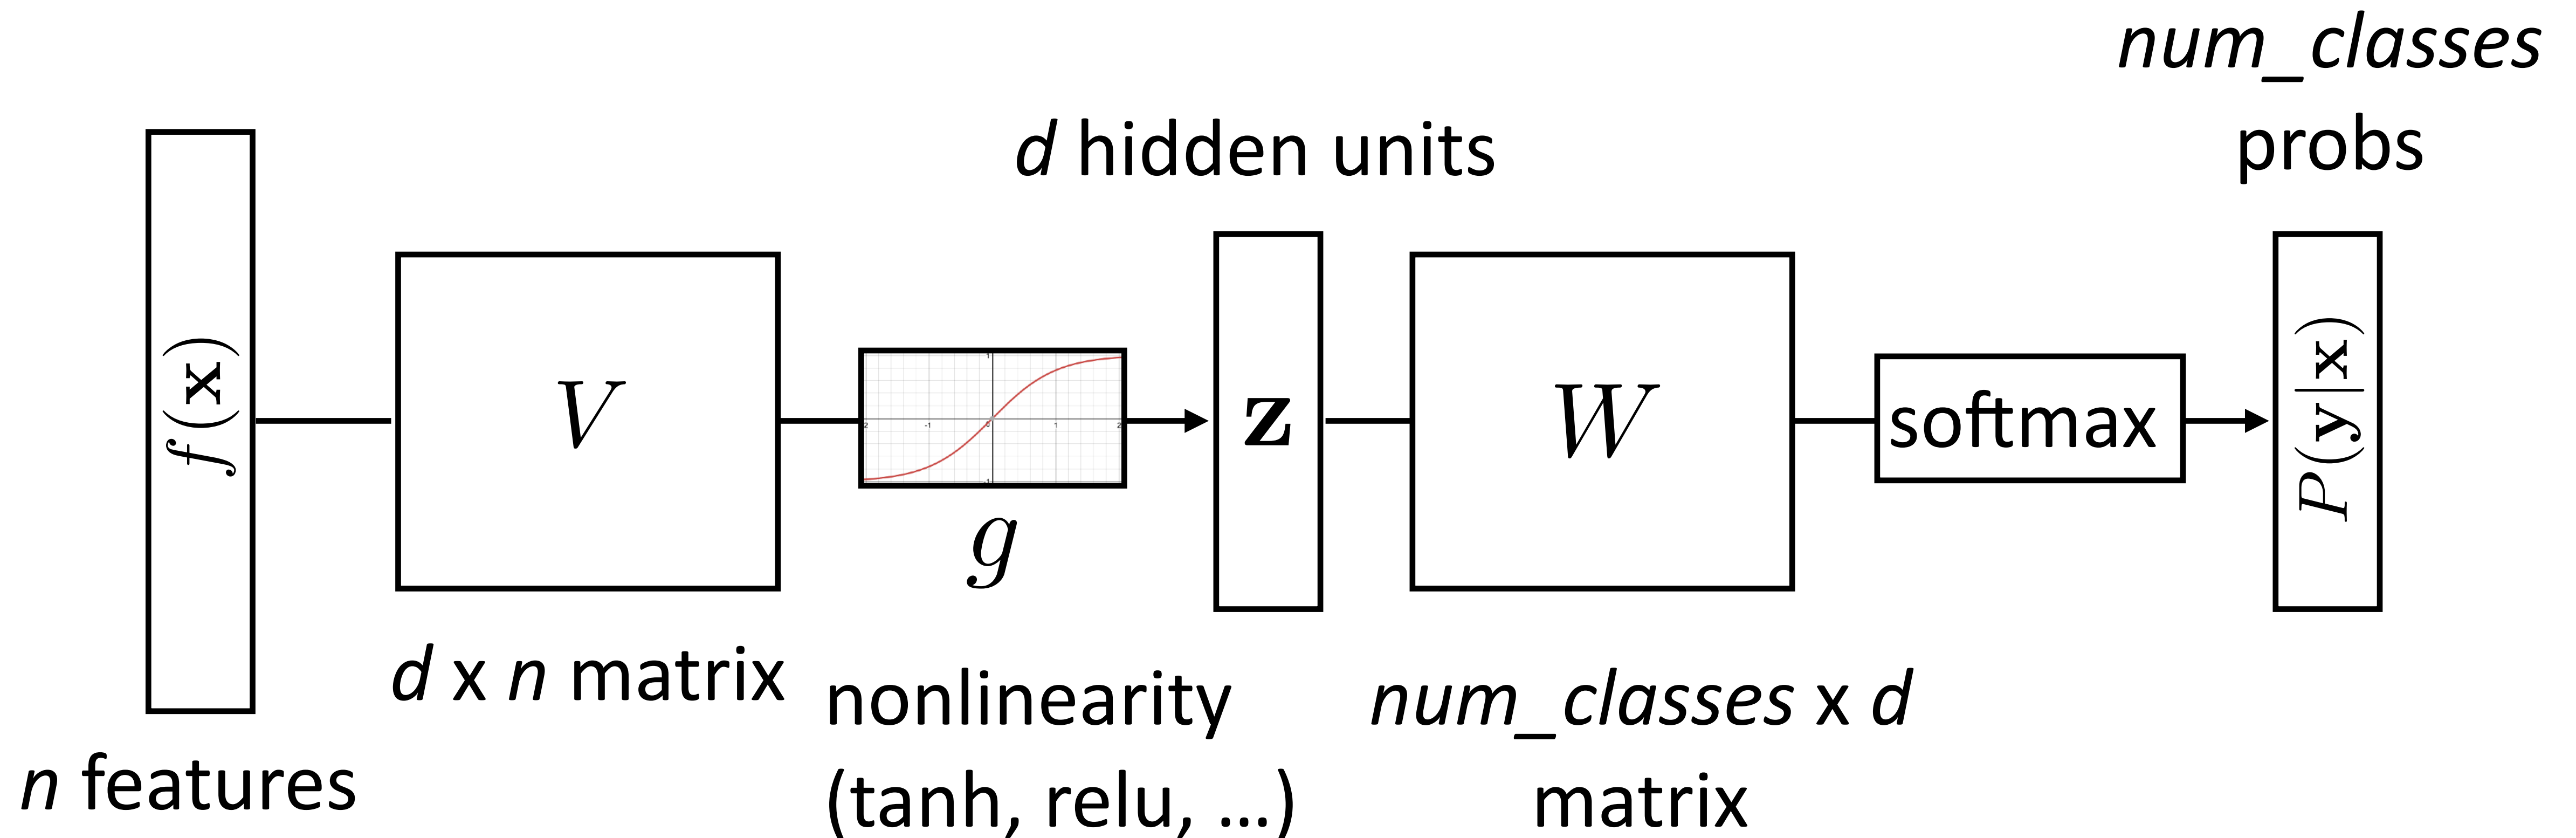 num_classes
probs
d hidden units
f(x)
V
g
z
W
softmax
P(y|x)
d x n matrix
nonlinearity
(tanh, relu, ...)
num_classes x d
matrix
n features